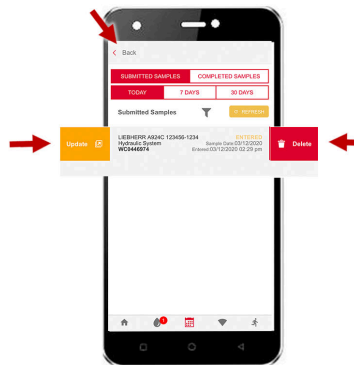 Back
SUBMITTED SAMPLES COMPLETED SAMPLES
TODAY 7 DAYS 30 DAYS
Submitted Samples REFRESH
Update LIEBHERR A924C 123456-1234 ENTERED Delete
Hydraulic System Sample Date 03/12/2020
WC0446974 Entered 03/12/2020 02:29 pm
1